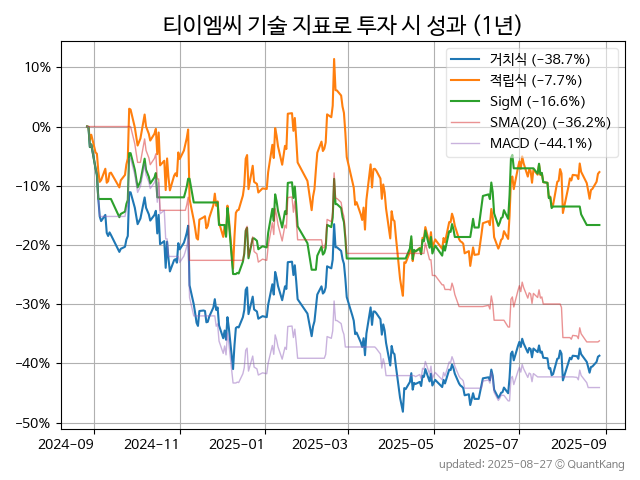 티이엠씨 기술 지표로 투자 시 성과 (1년)
거치식 (−38.7%)
적립식 (−7.7%)
SigM (−16.6%)
SMA(20) (−36.2%)
MACD (−44.1%)
10%
0%
−10%
−20%
−30%
−40%
−50%
2024-09 2024-11 2025-01 2025-03 2025-05 2025-07 2025-09
updated: 2025-08-27 © QuantKang